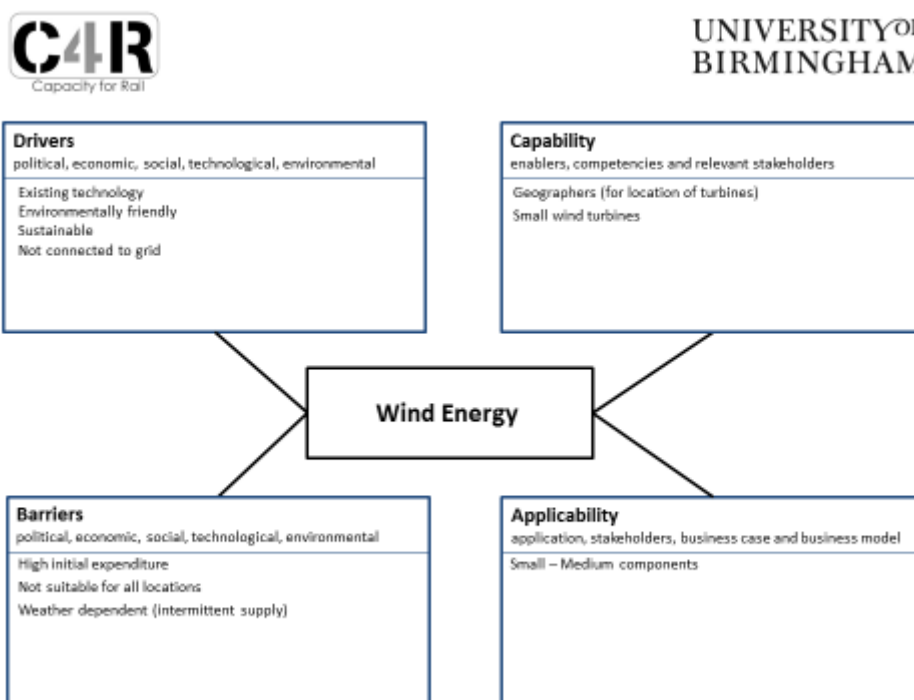 C4R
Capacity for Rail
UNIVERSITY OF
BIRMINGHAM
Drivers
political, economic, social, technological, environmental
Existing technology
Environmentally friendly
Sustainable
Not connected to grid
Capability
enablers, competencies and relevant stakeholders
Geographers (for location of turbines)
Small wind turbines
Wind Energy
Barriers
political, economic, social, technological, environmental
High initial expenditure
Not suitable for all locations
Weather dependent (intermittent supply)
Applicability
application, stakeholders, business case and business model
Small – Medium components